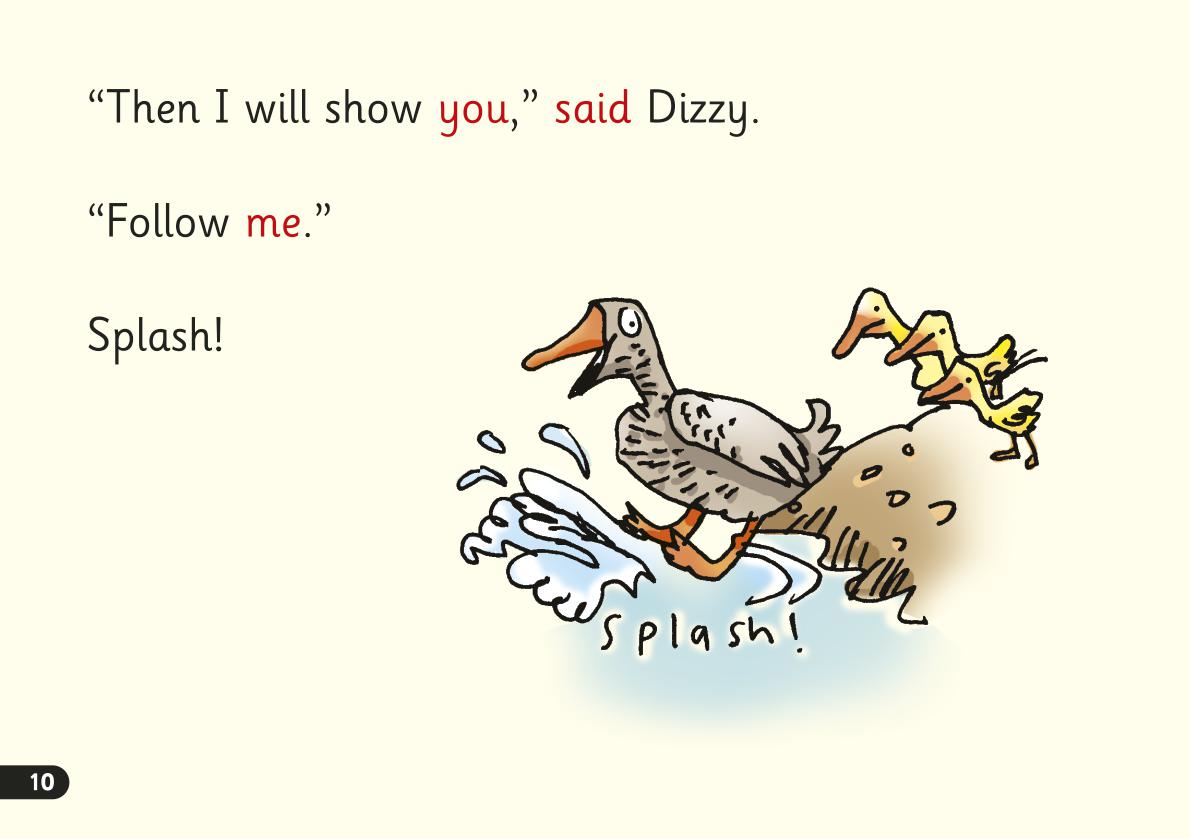 “Then I will show you,” said Dizzy.
“Follow me.”
Splash!
Splash!
10